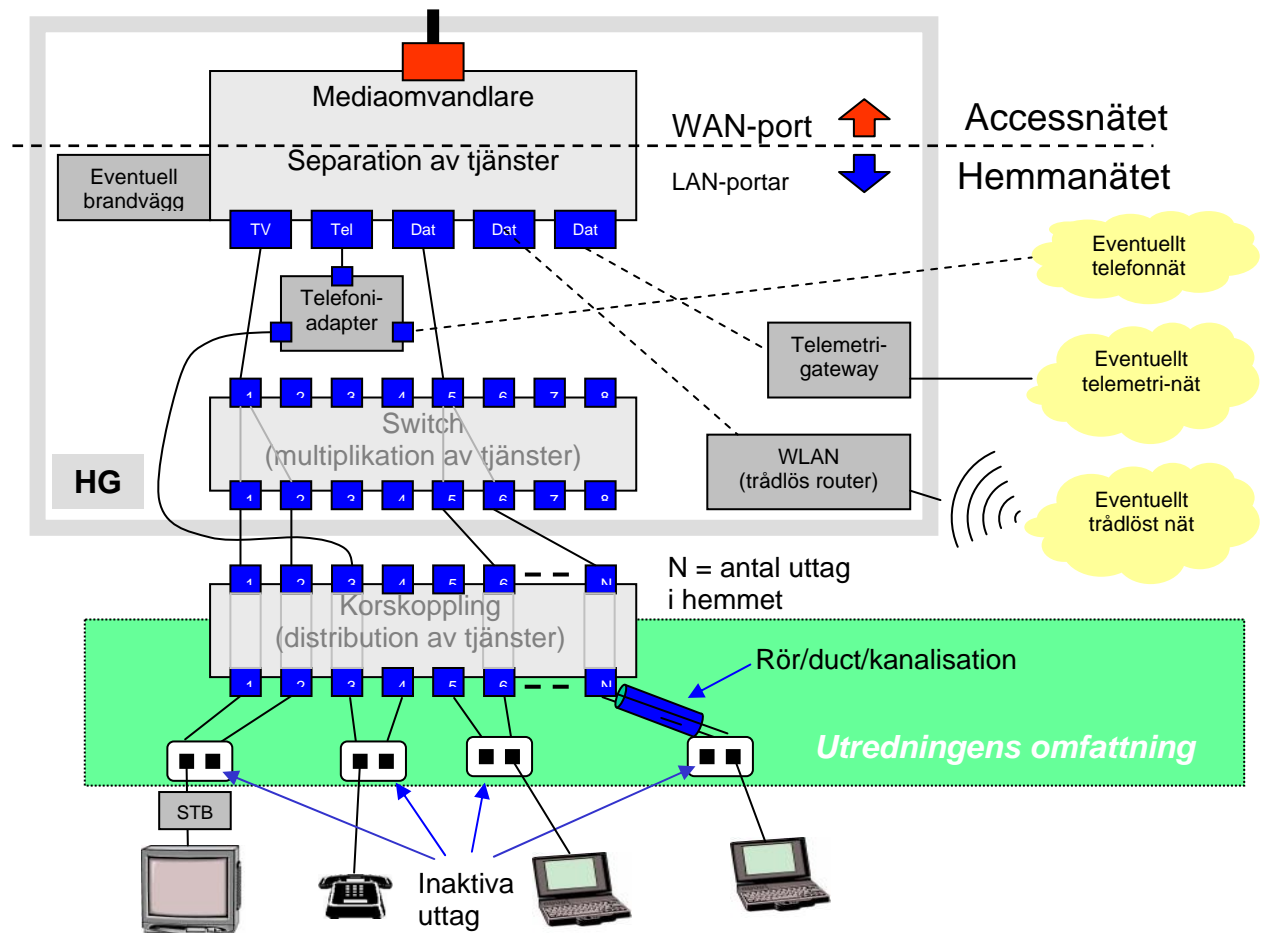 Mediaomvandlare
WAN-port
Accessnätet
Separation av tjänster
LAN-portar
Hemmanätet
Eventuell
brandvägg
TV
Tel
Dat
Dat
Dat
Eventuellt
telefonnät
Telefoni-
adapter
Telemetri-
gateway
Eventuellt
telemetri-nät
1 2 3 4 5 6 7 8
Switch
(multiplikation av tjänster)
WLAN
(trådlös router)
HG
1 2 3 4 5 6 7 8
Eventuellt
trådlöst nät
N = antal uttag
i hemmet
1 2 3 4 5 6 N
Korskoppling
(distribution av tjänster)
Rör/duct/kanalisation
1 2 3 4 5 6 N
Utredningens omfattning
STB
Inaktiva
uttag